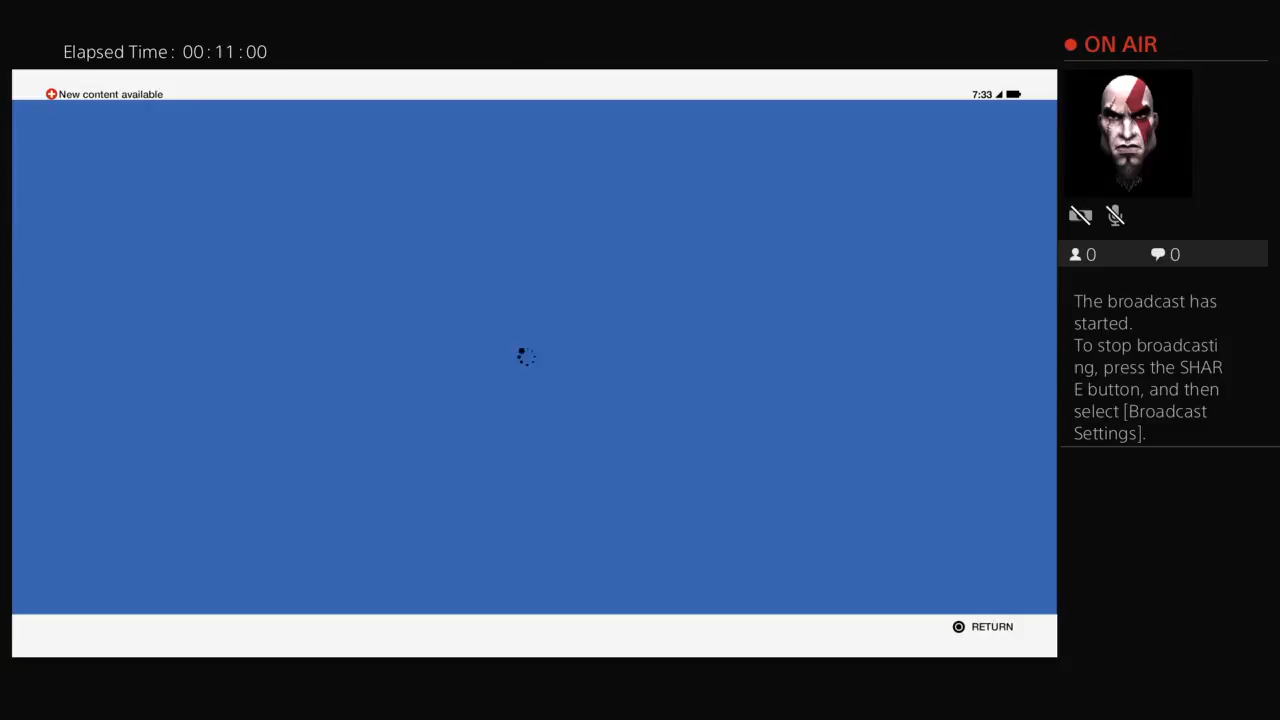 Elapsed Time: 00:11:00
ON AIR
New content available
7:33
0
0
The broadcast has
started.
To stop broadcasti
ng, press the SHAR
E button, and then
select [Broadcast
Settings].
RETURN